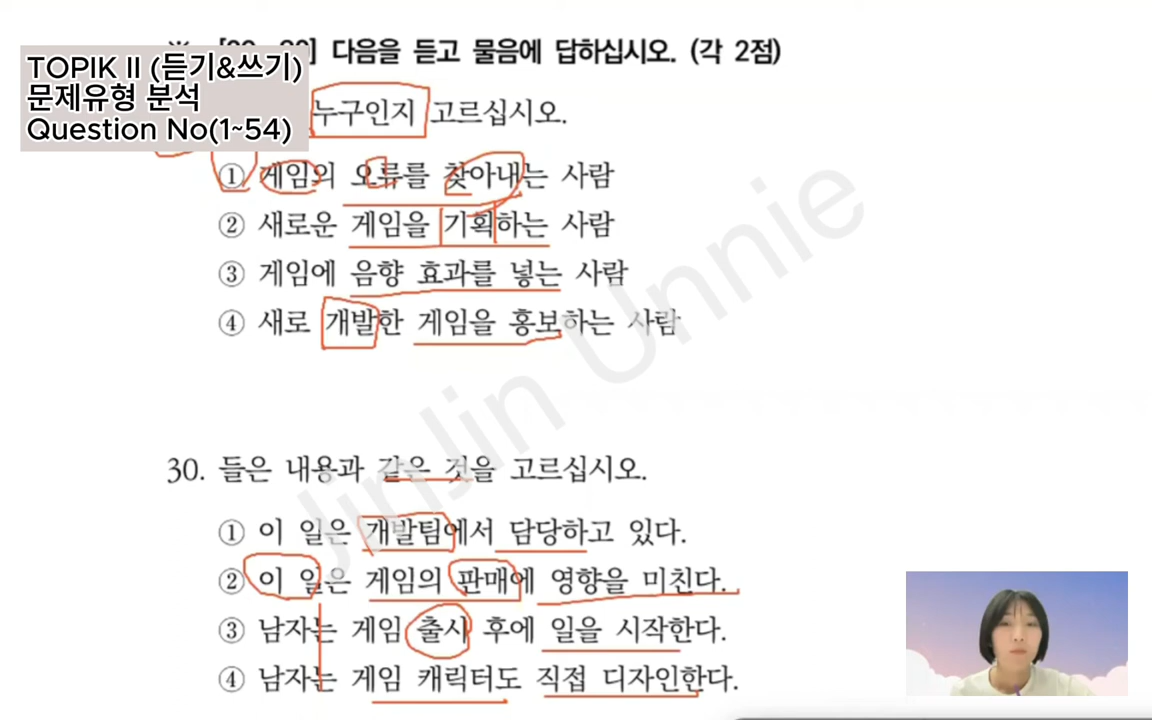 다음을 듣고 물음에 답하십시오. (각 2점)
TOPIK II (듣기&쓰기)
문제유형 분석
Question No(1~54)
누구인지 고르십시오.
① 게임의 오류를 찾아내는 사람
② 새로운 게임을 기획하는 사람
③ 게임에 음향 효과를 넣는 사람
④ 새로 개발한 게임을 홍보하는 사람
JinJin Unnie
30. 들은 내용과 같은 것을 고르십시오.
① 이 일은 개발팀에서 담당하고 있다.
② 이 일은 게임의 판매에 영향을 미친다.
③ 남자는 게임 출시 후에 일을 시작한다.
④ 남자는 게임 캐릭터도 직접 디자인한다.